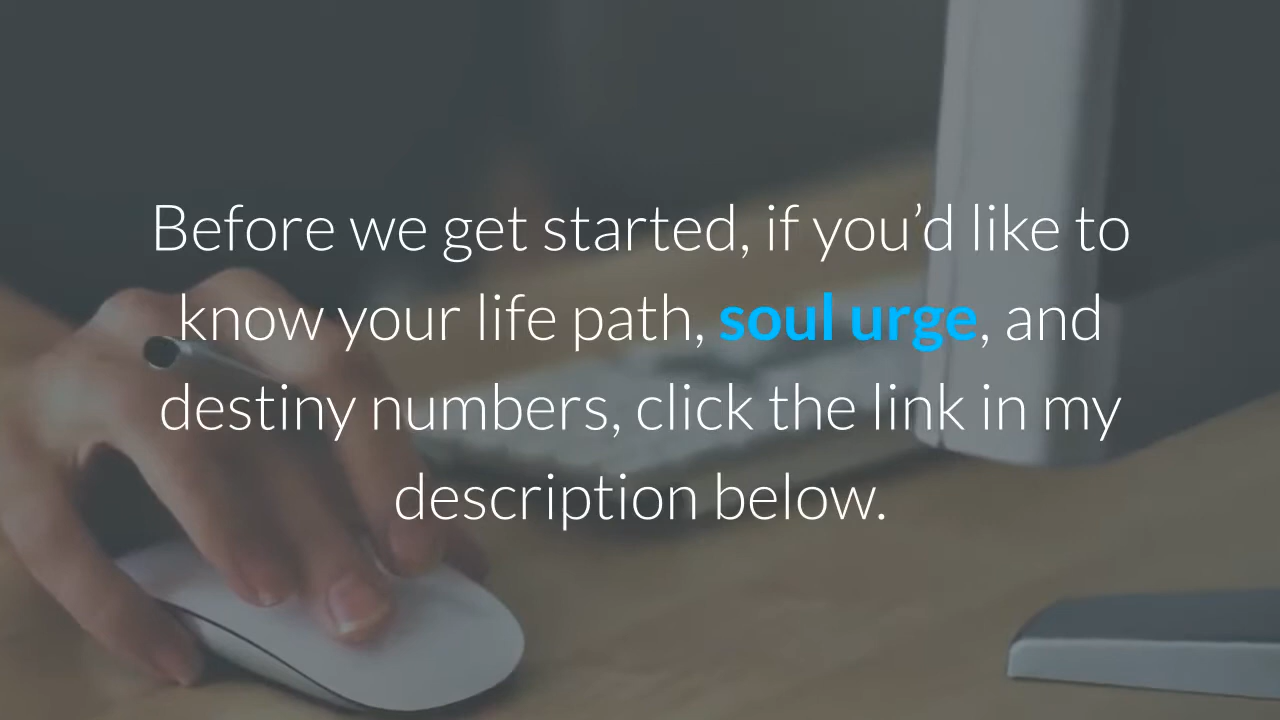 Before we get started, if you’d like to
know your life path, soul urge, and
destiny numbers, click the link in my
description below.